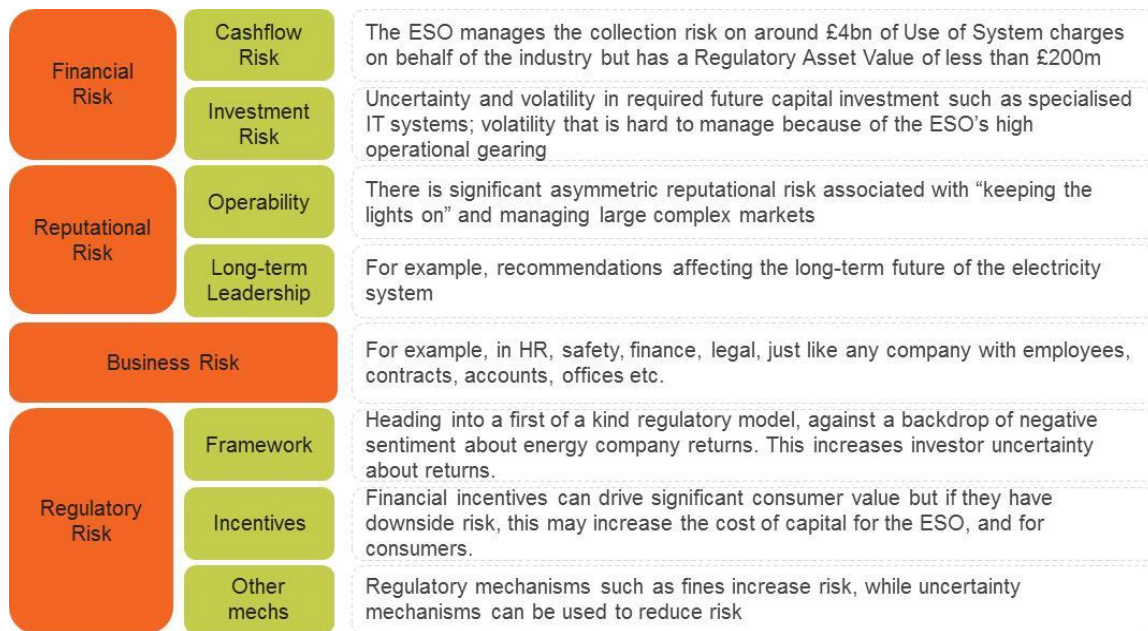 Financial
Risk
Cashflow
Risk
The ESO manages the collection risk on around £4bn of Use of System charges
on behalf of the industry but has a Regulatory Asset Value of less than £200m
Investment
Risk
Uncertainty and volatility in required future capital investment such as specialised
IT systems; volatility that is hard to manage because of the ESO’s high
operational gearing
Reputational
Risk
Operability
There is significant asymmetric reputational risk associated with “keeping the
lights on” and managing large complex markets
Long-term
Leadership
For example, recommendations affecting the long-term future of the electricity
system
Business Risk
For example, in HR, safety, finance, legal, just like any company with employees,
contracts, accounts, offices etc.
Regulatory
Risk
Framework
Heading into a first of a kind regulatory model, against a backdrop of negative
sentiment about energy company returns. This increases investor uncertainty
about returns.
Incentives
Financial incentives can drive significant consumer value but if they have
downside risk, this may increase the cost of capital for the ESO, and for
consumers.
Other
mechs
Regulatory mechanisms such as fines increase risk, while uncertainty
mechanisms can be used to reduce risk